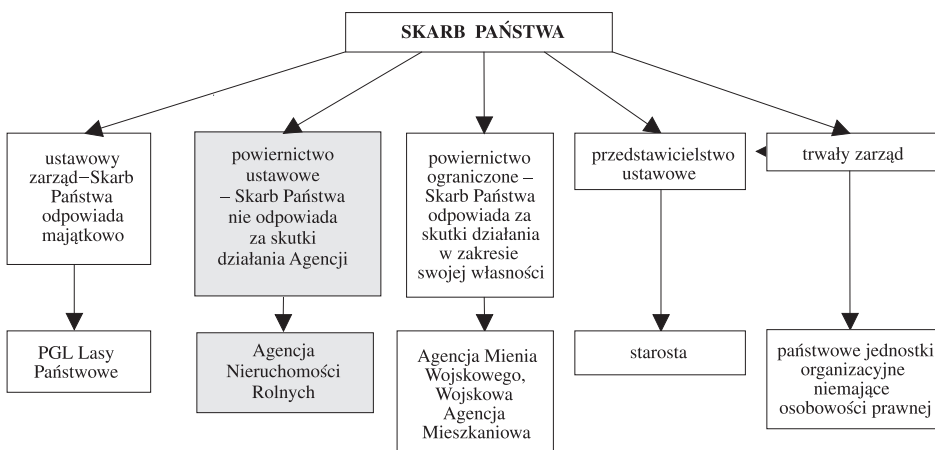 SKARB PAŃSTWA
ustawowy
zarząd–Skarb
Państwa
odpowiada
majątkowo
powiernictwo
ustawowe
– Skarb Państwa
nie odpowiada
za skutki
działania Agencji
powiernictwo
ograniczone –
Skarb Państwa
odpowiada za
skutki działania
w zakresie
swojej własności
przedstawicielstwo
ustawowe
trwały zarząd
PGL Lasy
Państwowe
Agencja
Nieruchomości
Rolnych
Agencja Mienia
Wojskowego,
Wojskowa
Agencja
Mieszkaniowa
starosta
państwowe jednostki
organizacyjne
niemające
osobowości prawnej